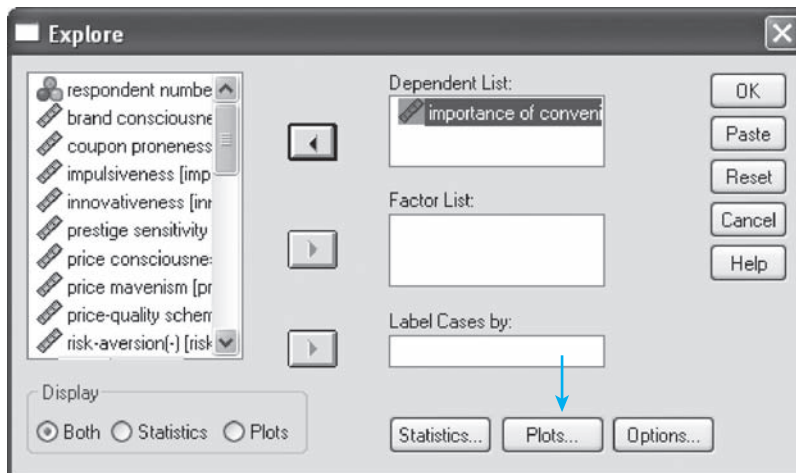 Explore
respondent numbe
brand consciousne
coupon proneness
impulsiveness [imp
innovativeness [inn
prestige sensitivity
price consciousne
price mavenism [pr
price-quality schem
risk-aversion(-) [risk
Dependent List:
importance of conveni
Factor List:
Label Cases by:
OK
Paste
Reset
Cancel
Help
Display
Both Statistics Plots
Statistics... Plots... Options...